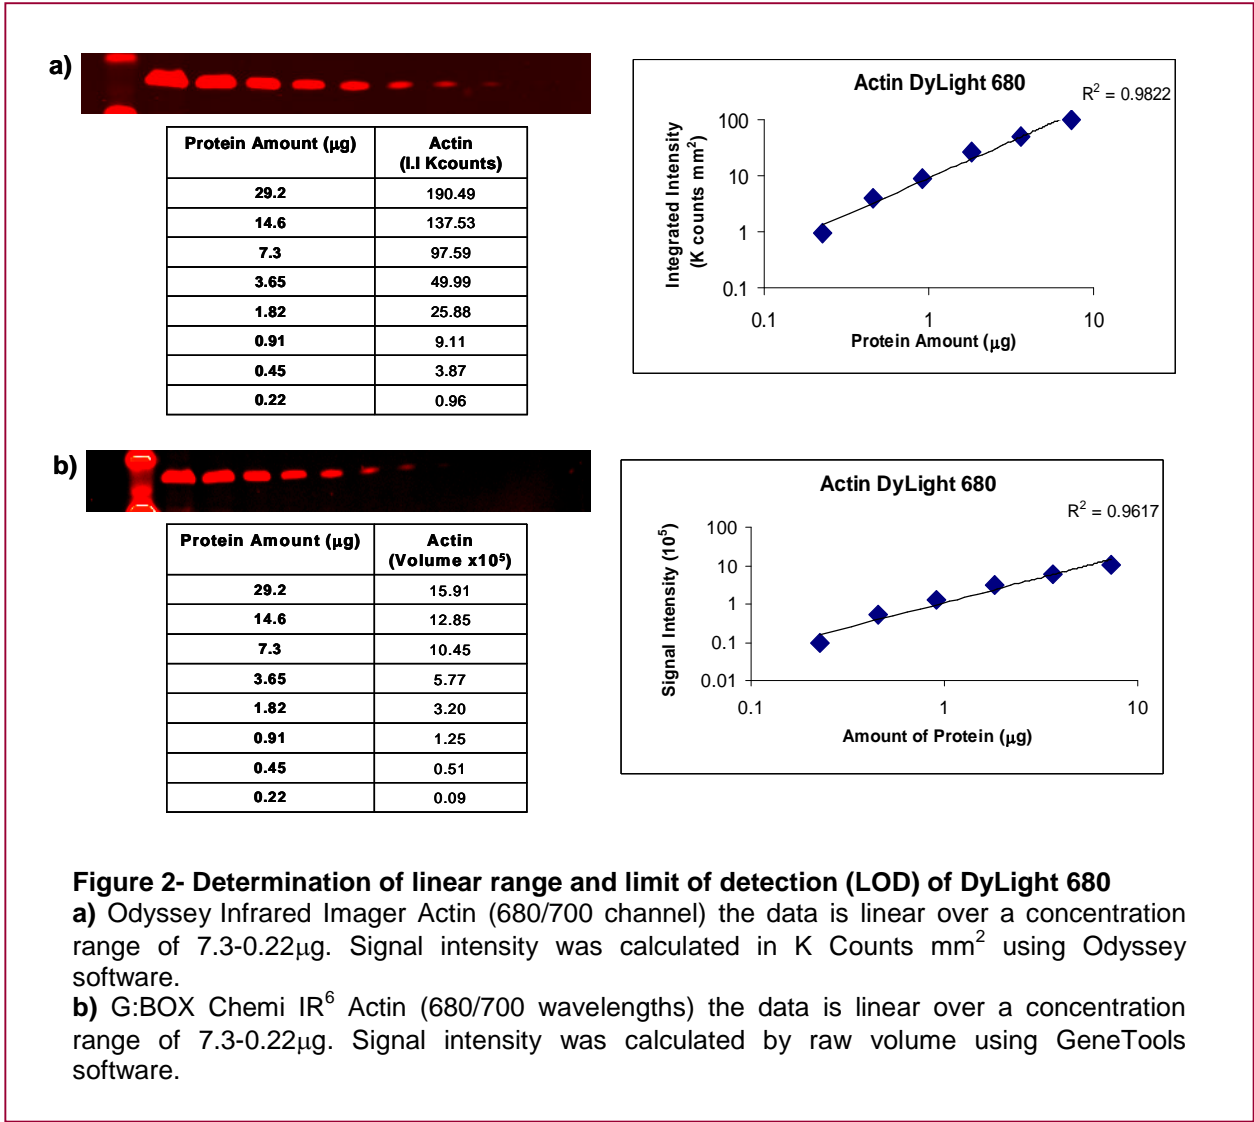 a)
Protein Amount (µg) Actin (I.I Kcounts)
29.2 190.49
14.6 137.53
7.3 97.59
3.65 49.99
1.82 25.88
0.91 9.11
0.45 3.87
0.22 0.96
Actin DyLight 680
R² = 0.9822
Integrated Intensity
(K counts mm²)
100
10
1
0.1
0.1 1 10
Protein Amount (µg)
b)
Protein Amount (µg) Actin (Volume x10⁵)
29.2 15.91
14.6 12.85
7.3 10.45
3.65 5.77
1.82 3.20
0.91 1.25
0.45 0.51
0.22 0.09
Actin DyLight 680
R² = 0.9617
Signal Intensity (10⁵)
100
10
1
0.1
0.01
0.1 1 10
Amount of Protein (µg)
Figure 2- Determination of linear range and limit of detection (LOD) of DyLight 680
a) Odyssey Infrared Imager Actin (680/700 channel) the data is linear over a concentration
range of 7.3-0.22µg. Signal intensity was calculated in K Counts mm² using Odyssey
software.
b) G:BOX Chemi IR⁶ Actin (680/700 wavelengths) the data is linear over a concentration
range of 7.3-0.22µg. Signal intensity was calculated by raw volume using GeneTools
software.